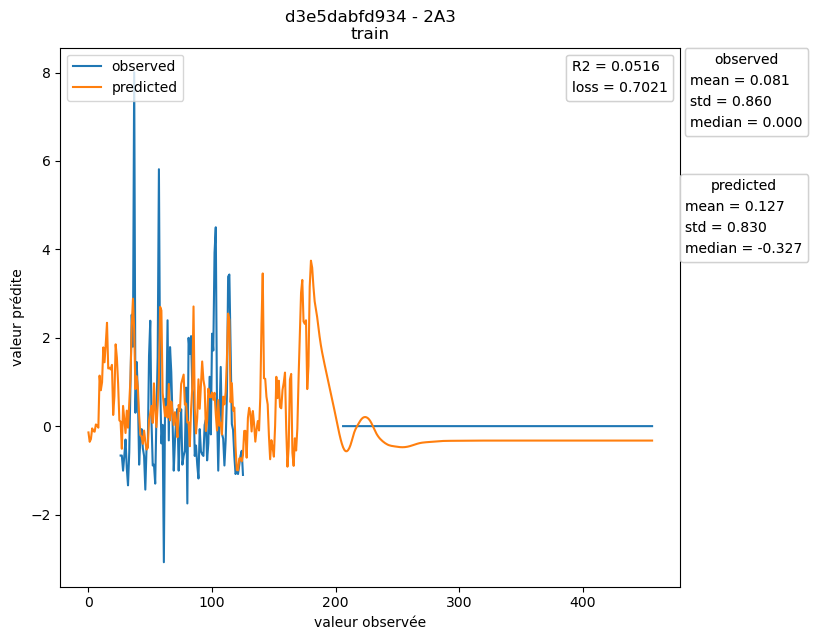 d3e5dabfd934 - 2A3
train
observed
predicted
R2 = 0.0516
loss = 0.7021
observed
mean = 0.081
std = 0.860
median = 0.000
predicted
mean = 0.127
std = 0.830
median = -0.327
valeur prédite
8
6
4
2
0
−2
0
100
200
300
400
valeur observée